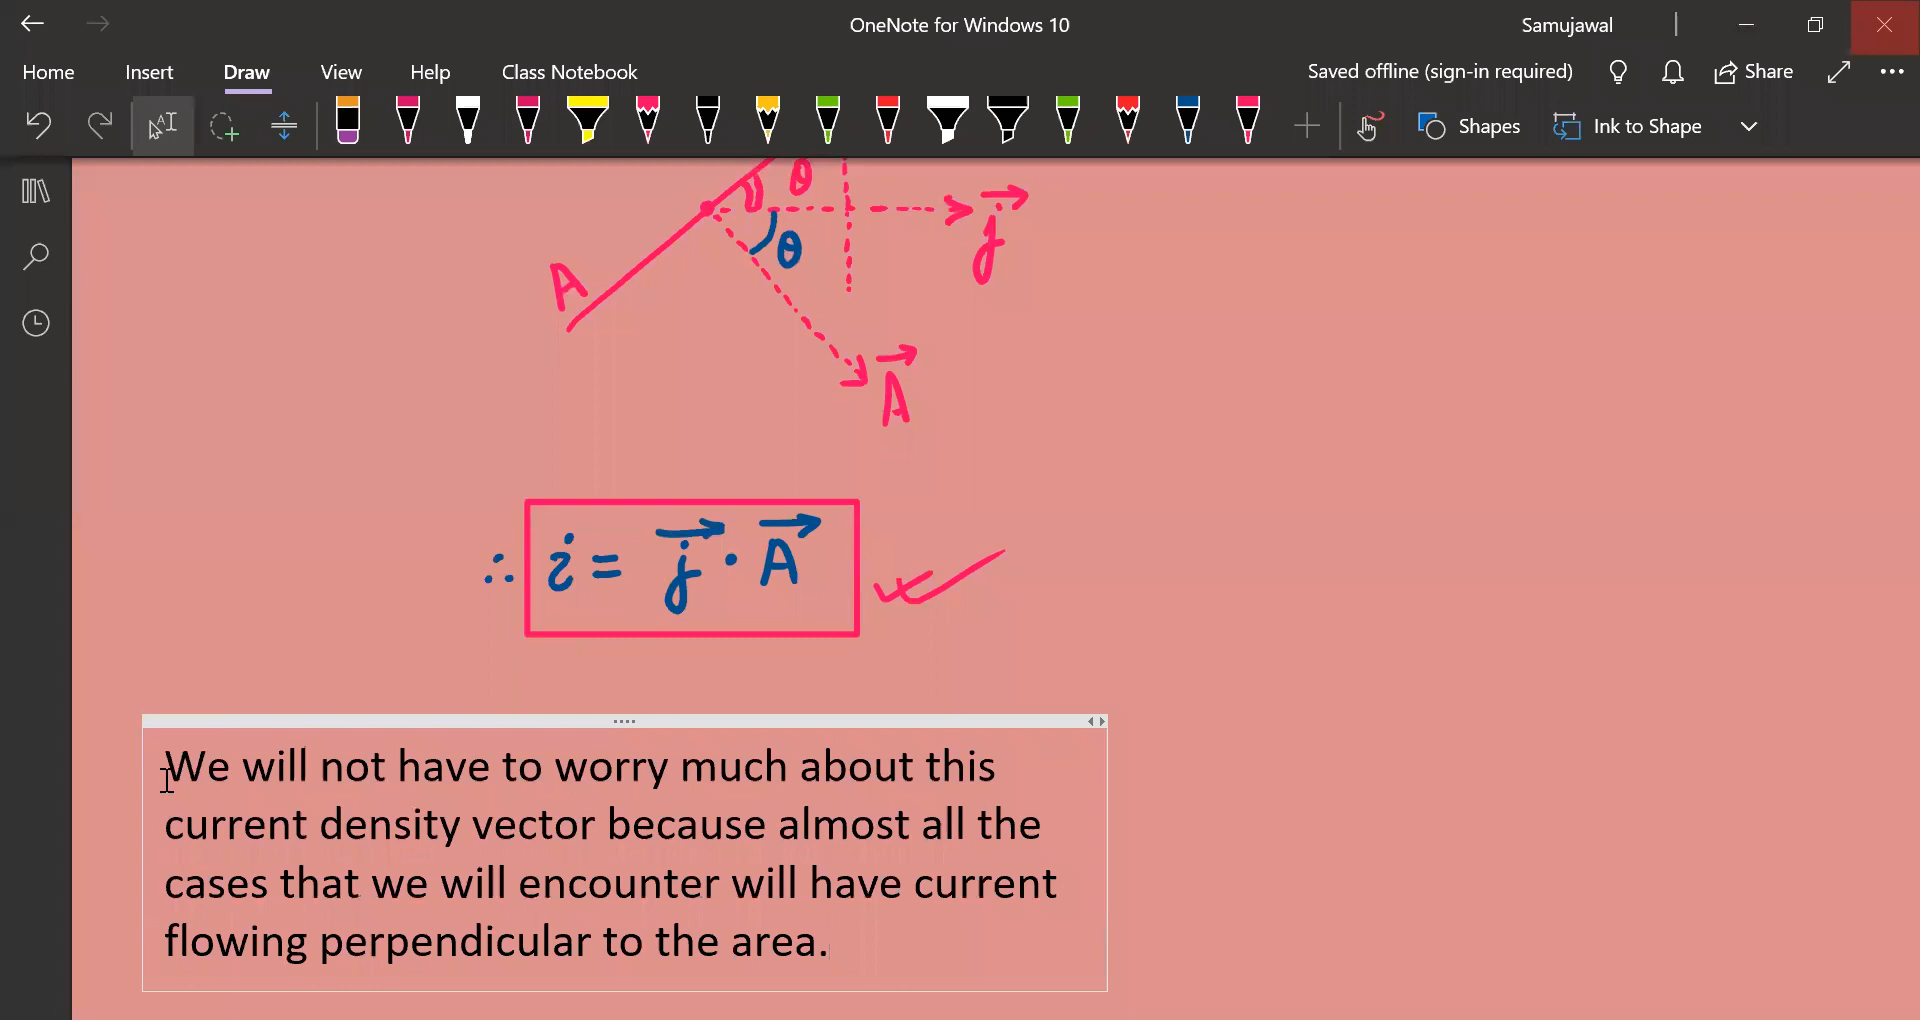 OneNote for Windows 10
Samujawal
Home Insert Draw View Help Class Notebook
Saved offline (sign-in required)
Share
Shapes
Ink to Shape
θ
j
θ
A
A
∴ i = j · A
We will not have to worry much about this
current density vector because almost all the
cases that we will encounter will have current
flowing perpendicular to the area.